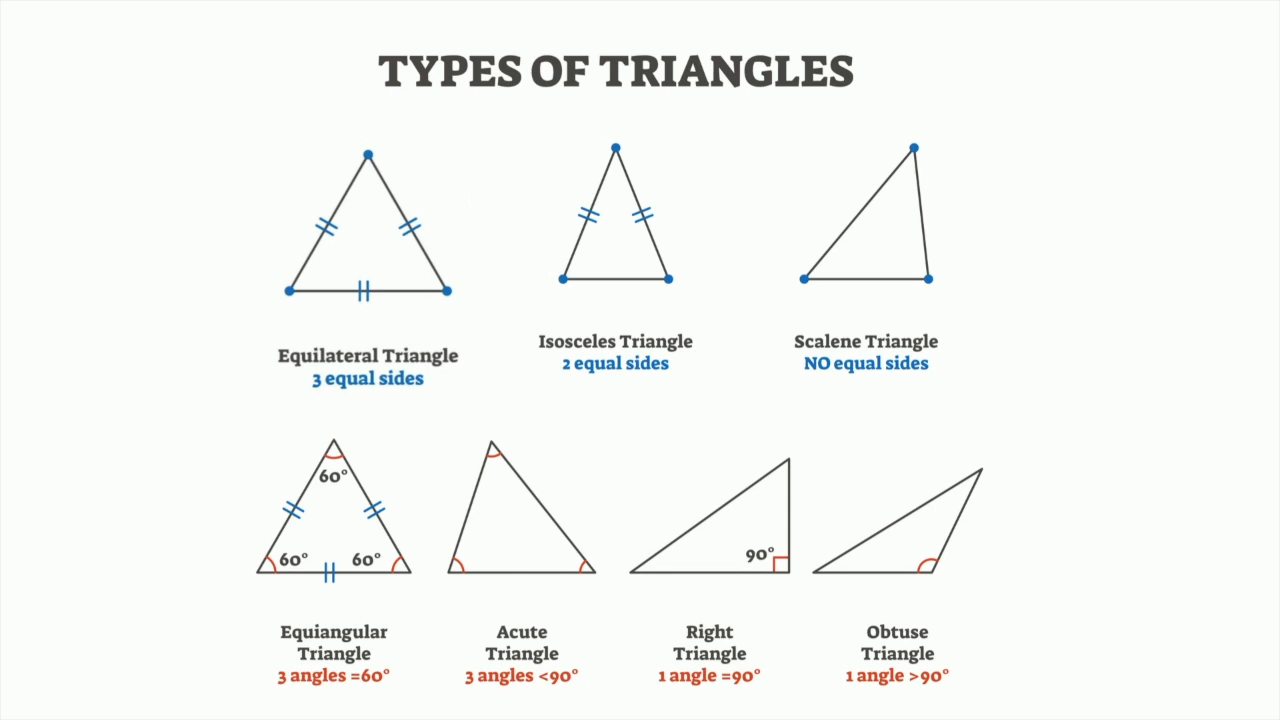 TYPES OF TRIANGLES
Equilateral Triangle
3 equal sides
Isosceles Triangle
2 equal sides
Scalene Triangle
NO equal sides
60°
60°
60°
90°
Equiangular
Triangle
3 angles =60°
Acute
Triangle
3 angles <90°
Right
Triangle
1 angle =90°
Obtuse
Triangle
1 angle >90°